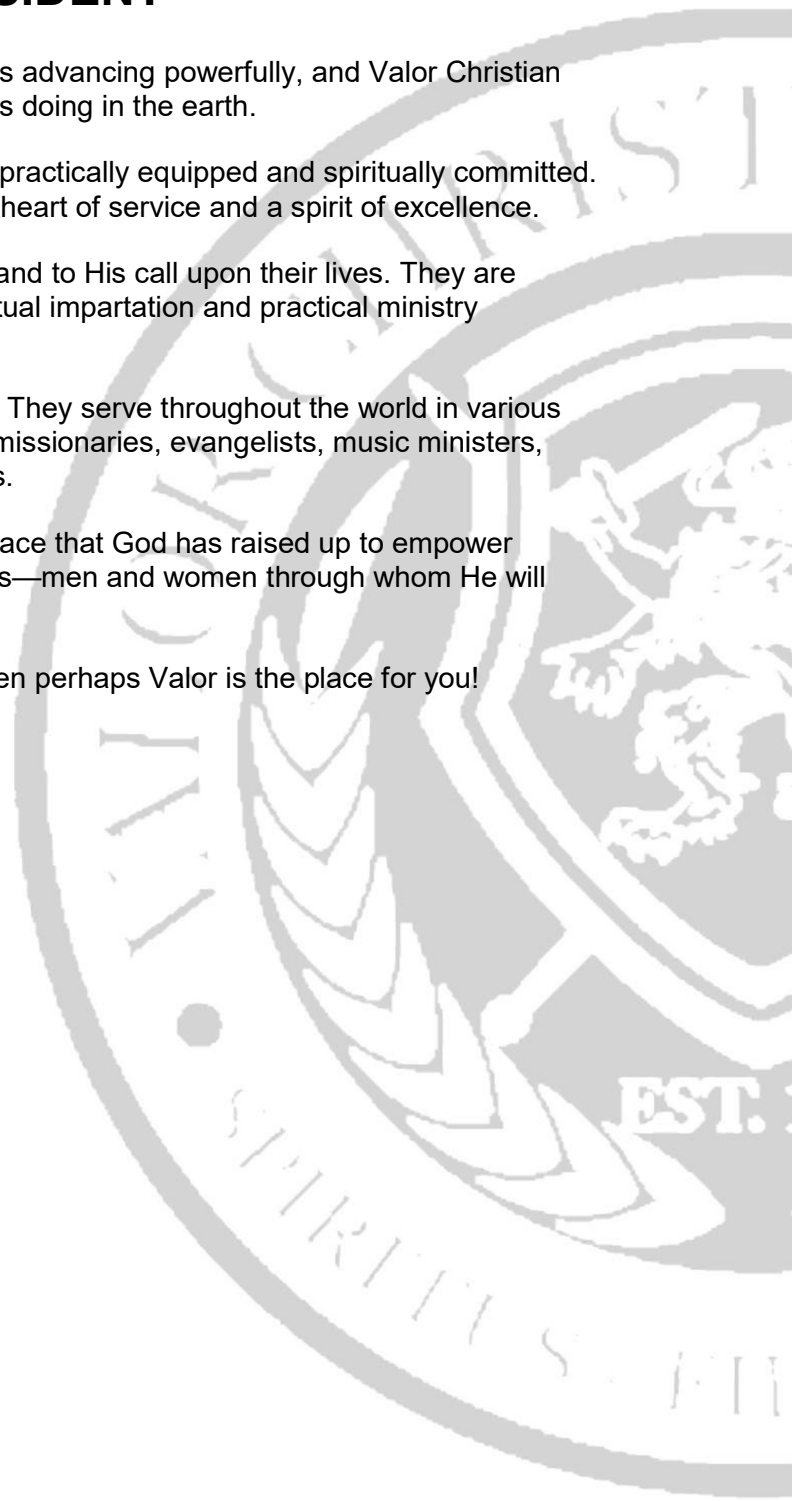 s advancing powerfully, and Valor Christian
s doing in the earth.
practically equipped and spiritually committed.
heart of service and a spirit of excellence.
and to His call upon their lives. They are
tual impartation and practical ministry
They serve throughout the world in various
missionaries, evangelists, music ministers,
s.
ace that God has raised up to empower
s—men and women through whom He will
en perhaps Valor is the place for you!
VALOR CHRISTI
EST.
SPIRITUS